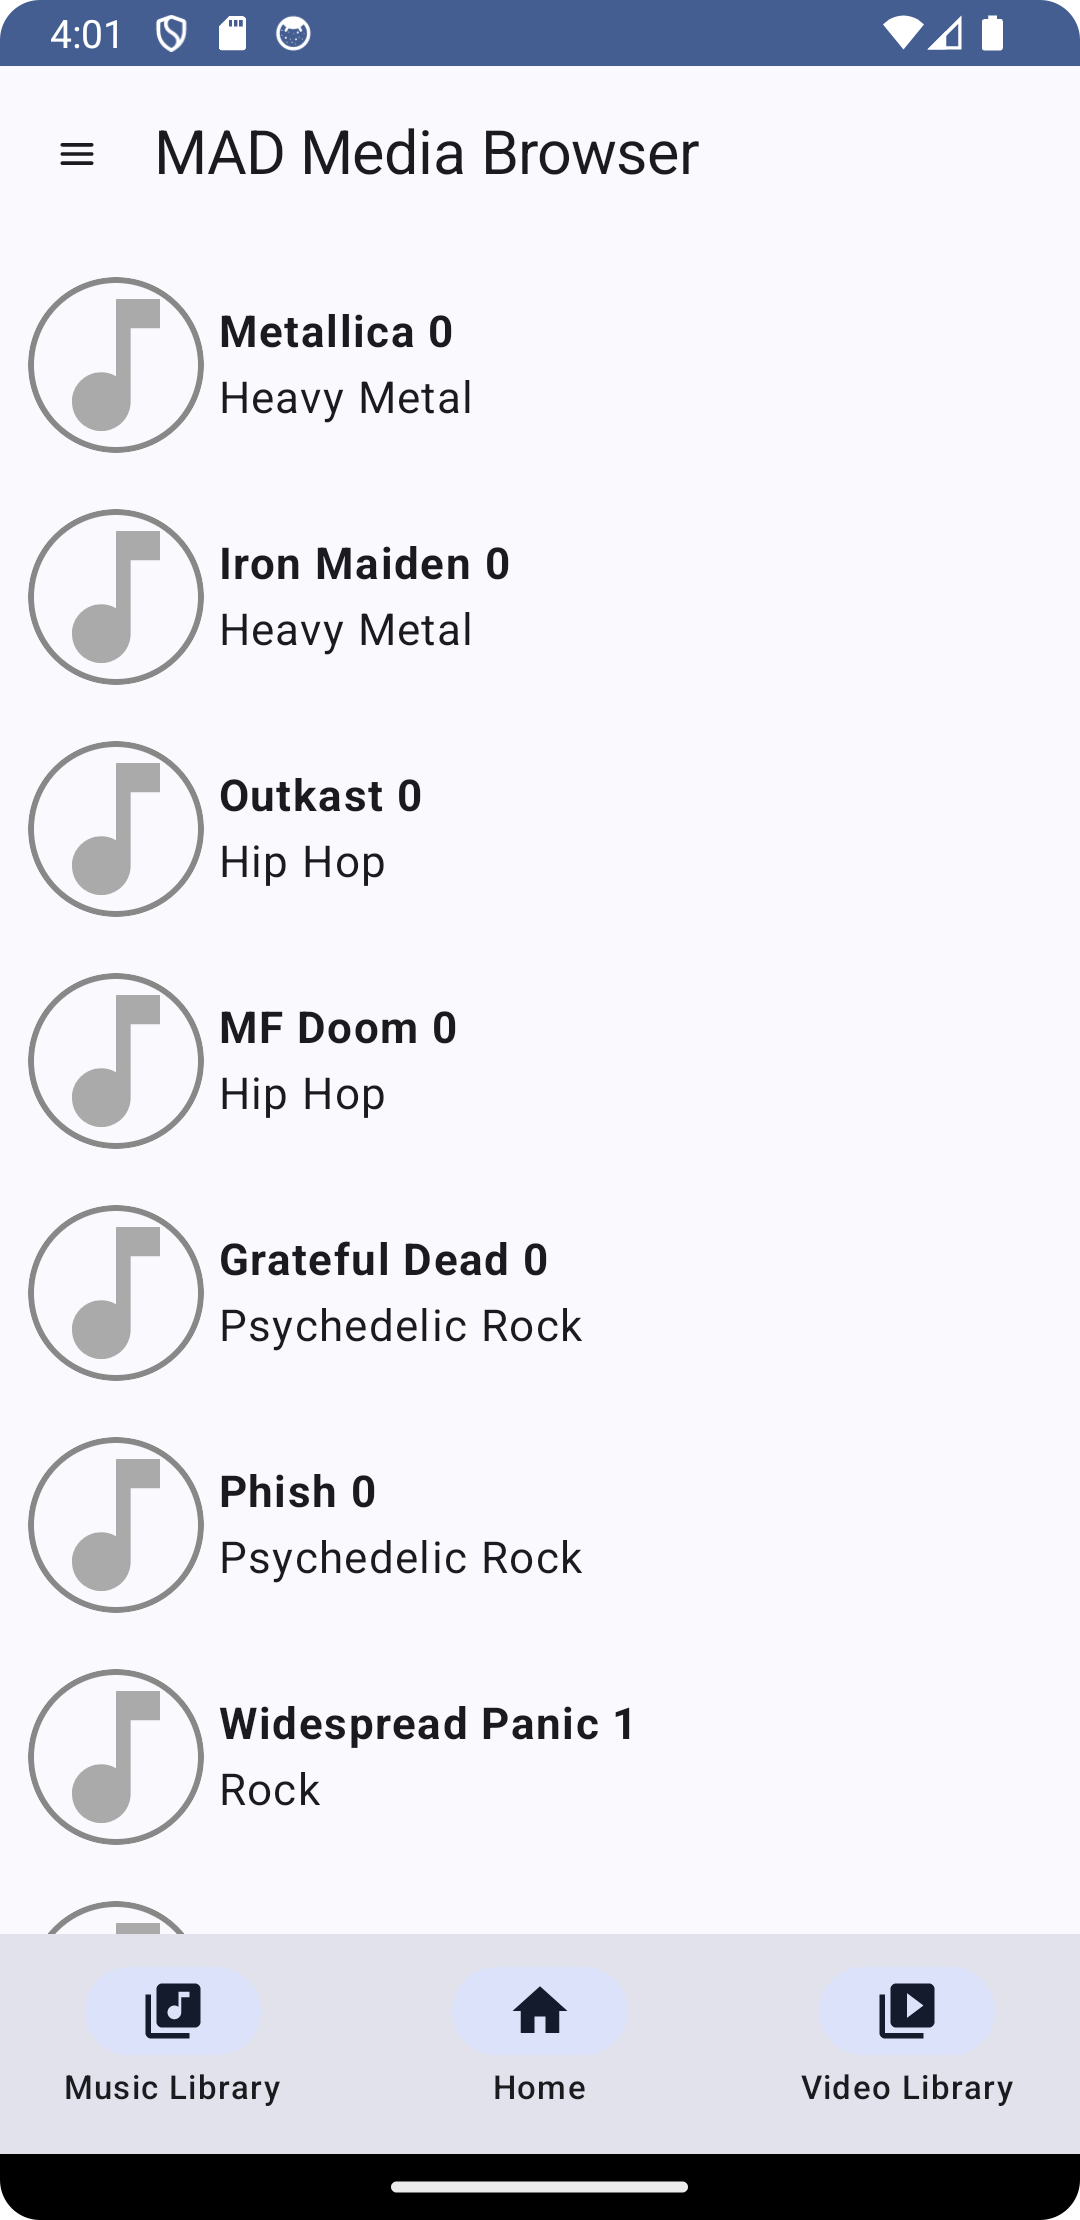 4:01
MAD Media Browser
Metallica 0
Heavy Metal
Iron Maiden 0
Heavy Metal
Outkast 0
Hip Hop
MF Doom 0
Hip Hop
Grateful Dead 0
Psychedelic Rock
Phish 0
Psychedelic Rock
Widespread Panic 1
Rock
Music Library
Home
Video Library